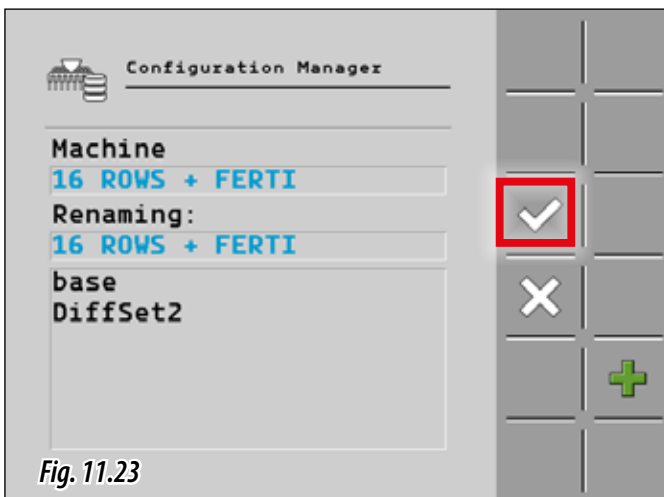 Configuration Manager
Machine
16 ROWS + FERTI
Renaming:
16 ROWS + FERTI
base
DiffSet2
Fig. 11.23